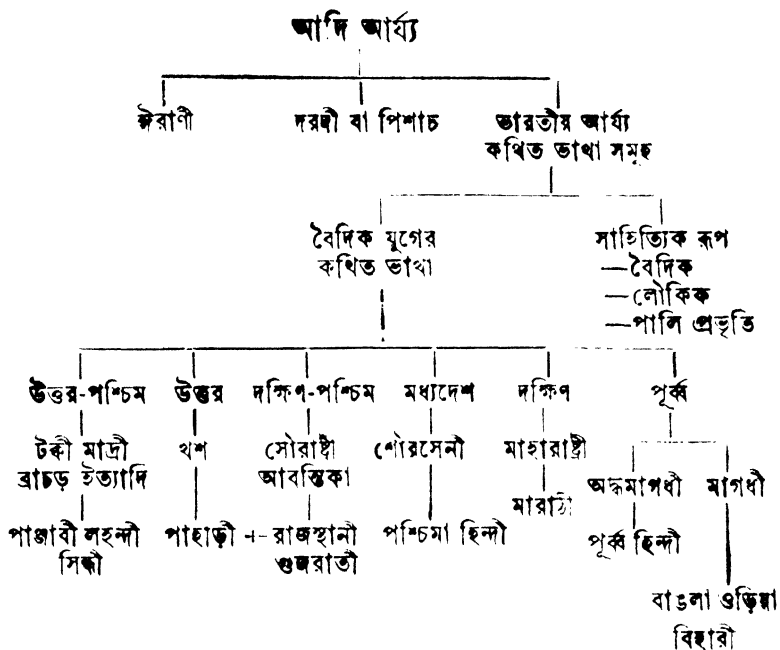 আদি আর্য্য
ঈরাণী
দরদী বা পিশাচ
ভারতীয় আর্য্য
কথিত ভাষা সমূহ
বৈদিক যুগের
কথিত ভাষা
সাহিত্যিক রূপ
—বৈদিক
—লৌকিক
—পালি প্রভৃতি
উত্তর-পশ্চিম
উত্তর
দক্ষিণ-পশ্চিম
মধ্যদেশ
দক্ষিণ
পূর্ব্ব
টক্কী মাদ্রী
ব্রাচড় ইত্যাদি
খশ
সৌরাষ্ট্রী
আবন্তিকা
শৌরসেনী
মাহারাষ্ট্রী
অর্দ্ধমাগধী
মাগধী
পাঞ্জাবী লহন্দী
সিন্ধী
পাহাড়ী +- রাজস্থানী
গুজরাতী
পশ্চিমা হিন্দী
মারাঠী
পূর্ব্ব হিন্দী
বাঙলা ওড়িয়া
বিহারী